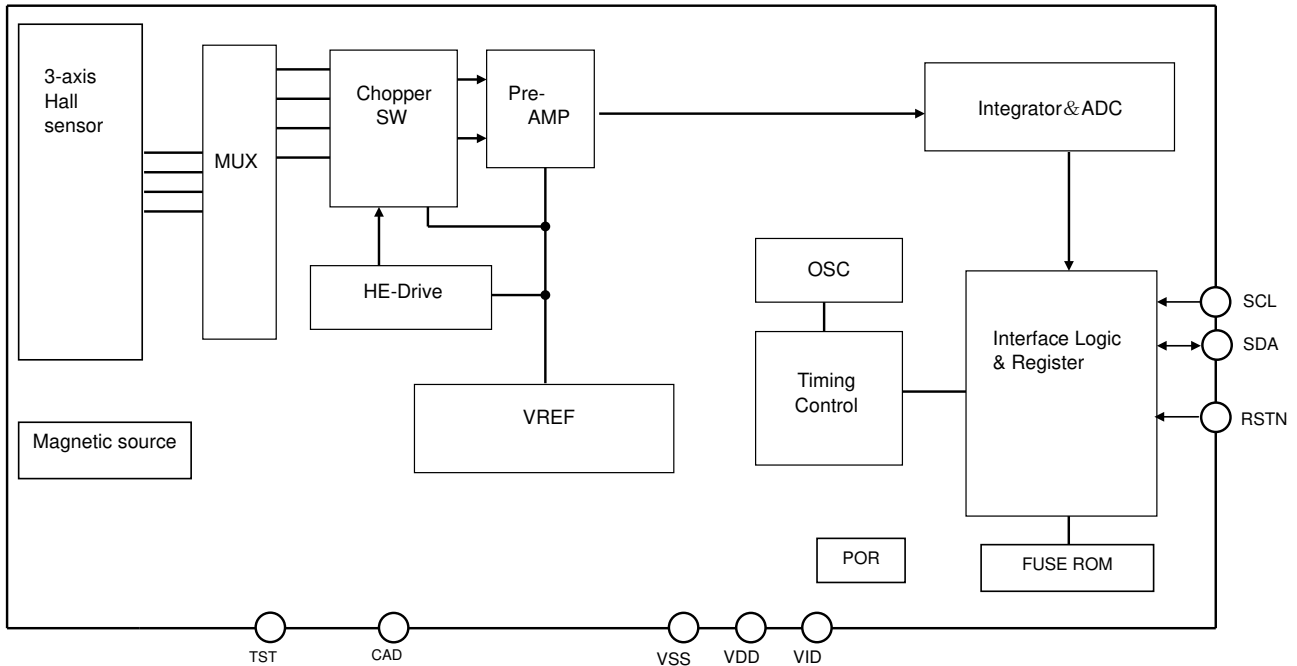 3-axis
Hall
sensor
MUX
Chopper
SW
Pre-
AMP
Integrator&ADC
HE-Drive
VREF
OSC
Timing
Control
Interface Logic
& Register
SCL
SDA
RSTN
Magnetic source
POR
FUSE ROM
TST
CAD
VSS
VDD
VID